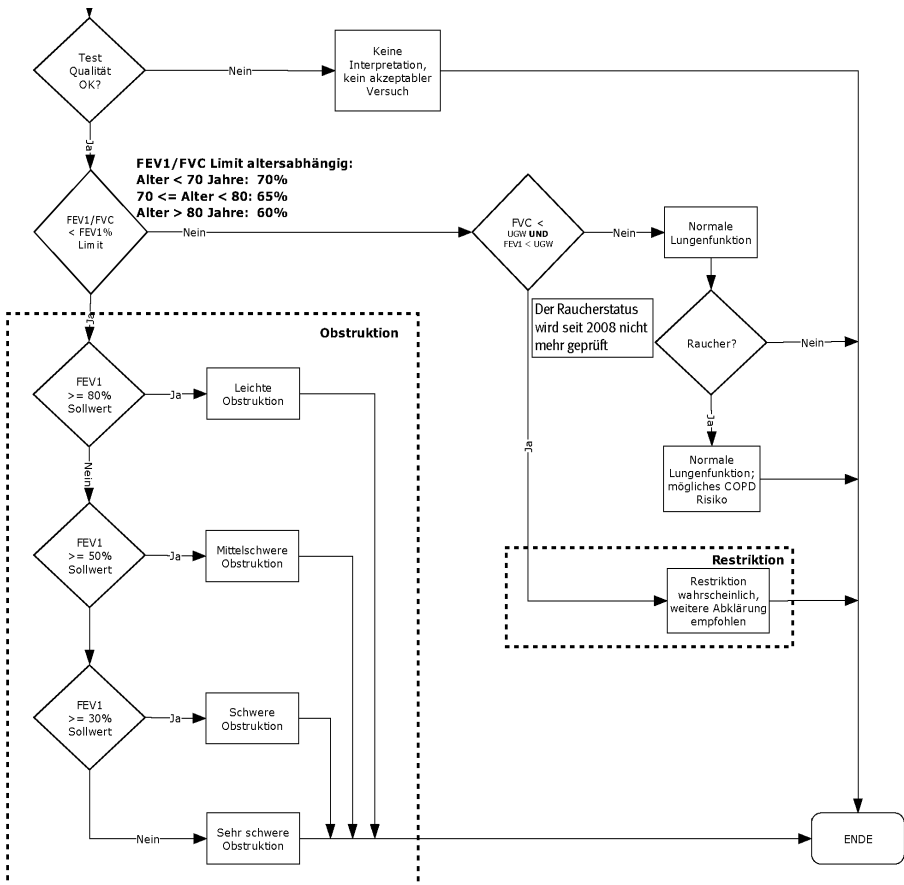 Test
Qualität
OK?
Nein
Keine
Interpretation,
kein akzeptabler
Versuch
Ja
FEV1/FVC Limit altersabhängig:
Alter < 70 Jahre: 70%
70 <= Alter < 80: 65%
Alter > 80 Jahre: 60%
FEV1/FVC
< FEV1%
Limit
Nein
FVC <
UGW UND
FEV1 < UGW
Nein
Normale
Lungenfunktion
Ja
Der Raucherstatus
wird seit 2008 nicht
mehr geprüft
Raucher?
Nein
Ja
Normale
Lungenfunktion;
mögliches COPD
Risiko
Ja
Restriktion
Restriktion
wahrscheinlich,
weitere Abklärung
empfohlen
Obstruktion
FEV1
>= 80%
Sollwert
Ja
Leichte
Obstruktion
Nein
FEV1
>= 50%
Sollwert
Ja
Mittelschwere
Obstruktion
FEV1
>= 30%
Sollwert
Ja
Schwere
Obstruktion
Nein
Sehr schwere
Obstruktion
ENDE